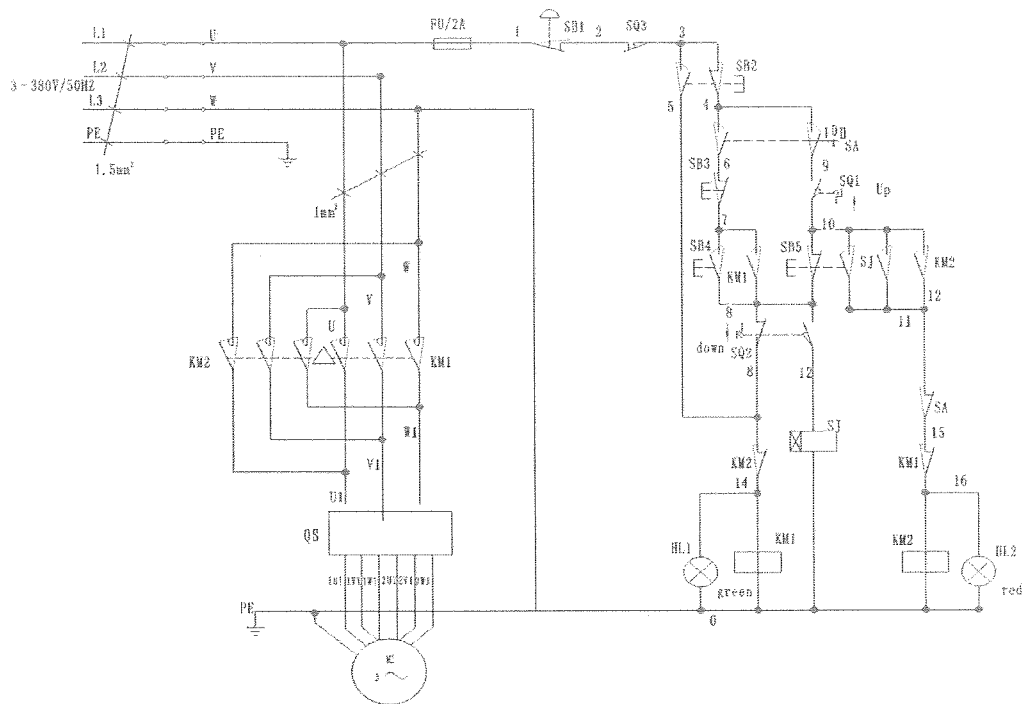 L1
U
FU/2A
1
SB1
2
SQ3
3
L2
V
3-380V/50HZ
SB2
L3
W
5
4
PE
PE
SA
1.5mm²
SB3
6
9
SQ1
Up
1mm²
7
10
SB4
KM1
SB5
SJ
KM2
W
V
U
8
11
12
down
SQ2
KM2
KM1
8
12
SA
SJ
W1
15
V1
KM2
KM1
14
16
U1
QS
HL1
KM1
KM2
HL2
green
red
PE
0
3